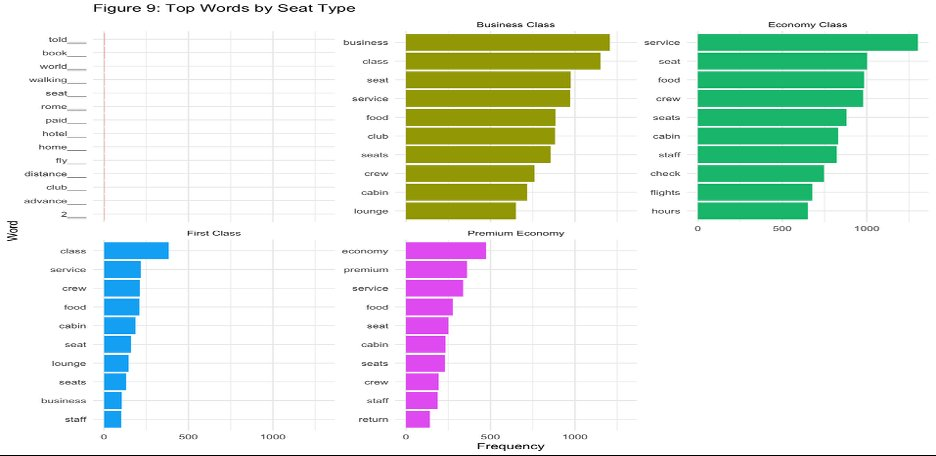 Figure 9: Top Words by Seat Type
told___
book___
world___
walking___
seat___
rome___
paid___
hotel___
home___
fly___
distance___
club___
advance___
2___
Business Class
business
class
seat
service
food
club
seats
crew
cabin
lounge
Economy Class
service
seat
food
crew
seats
cabin
staff
check
flights
hours
0 500 1000
Word
First Class
class
service
crew
food
cabin
seat
lounge
seats
business
staff
0 500 1000
Premium Economy
economy
premium
service
food
seat
cabin
seats
crew
staff
return
0 500 1000
Frequency